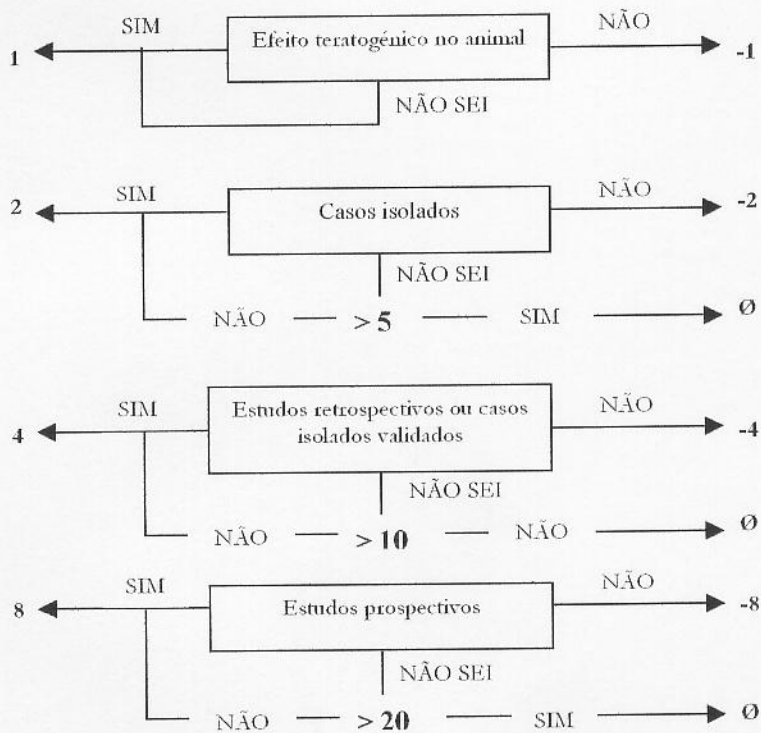 SIM
Efeito teratogénico no animal
NÃO
1
-1
NÃO SEI
SIM
Casos isolados
NÃO
2
-2
NÃO SEI
NÃO > 5 SIM Ø
SIM
Estudos retrospectivos ou casos
isolados validados
NÃO
4
-4
NÃO SEI
NÃO > 10 NÃO Ø
SIM
Estudos prospectivos
NÃO
8
-8
NÃO SEI
NÃO > 20 SIM Ø